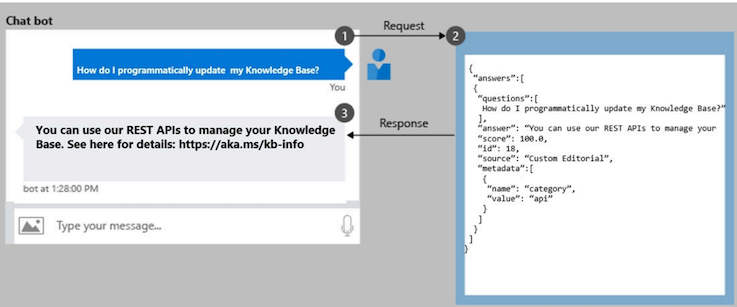 Chat bot
1
Request
2
How do I programmatically update my Knowledge Base?
You
3
Response
You can use our REST APIs to manage your Knowledge
Base. See here for details: https://aka.ms/kb-info
bot at 1:28:00 PM
Type your message...
{
"answers":[
{
"questions":[
How do I programmatically update my Knowledge Base?"
],
"answer": "You can use our REST APIs to manage your
"score": 100.0,
"id": 18,
"source": "Custom Editorial",
"metadata":[
{
"name": "category",
"value": "api"
}
]
}
]
}